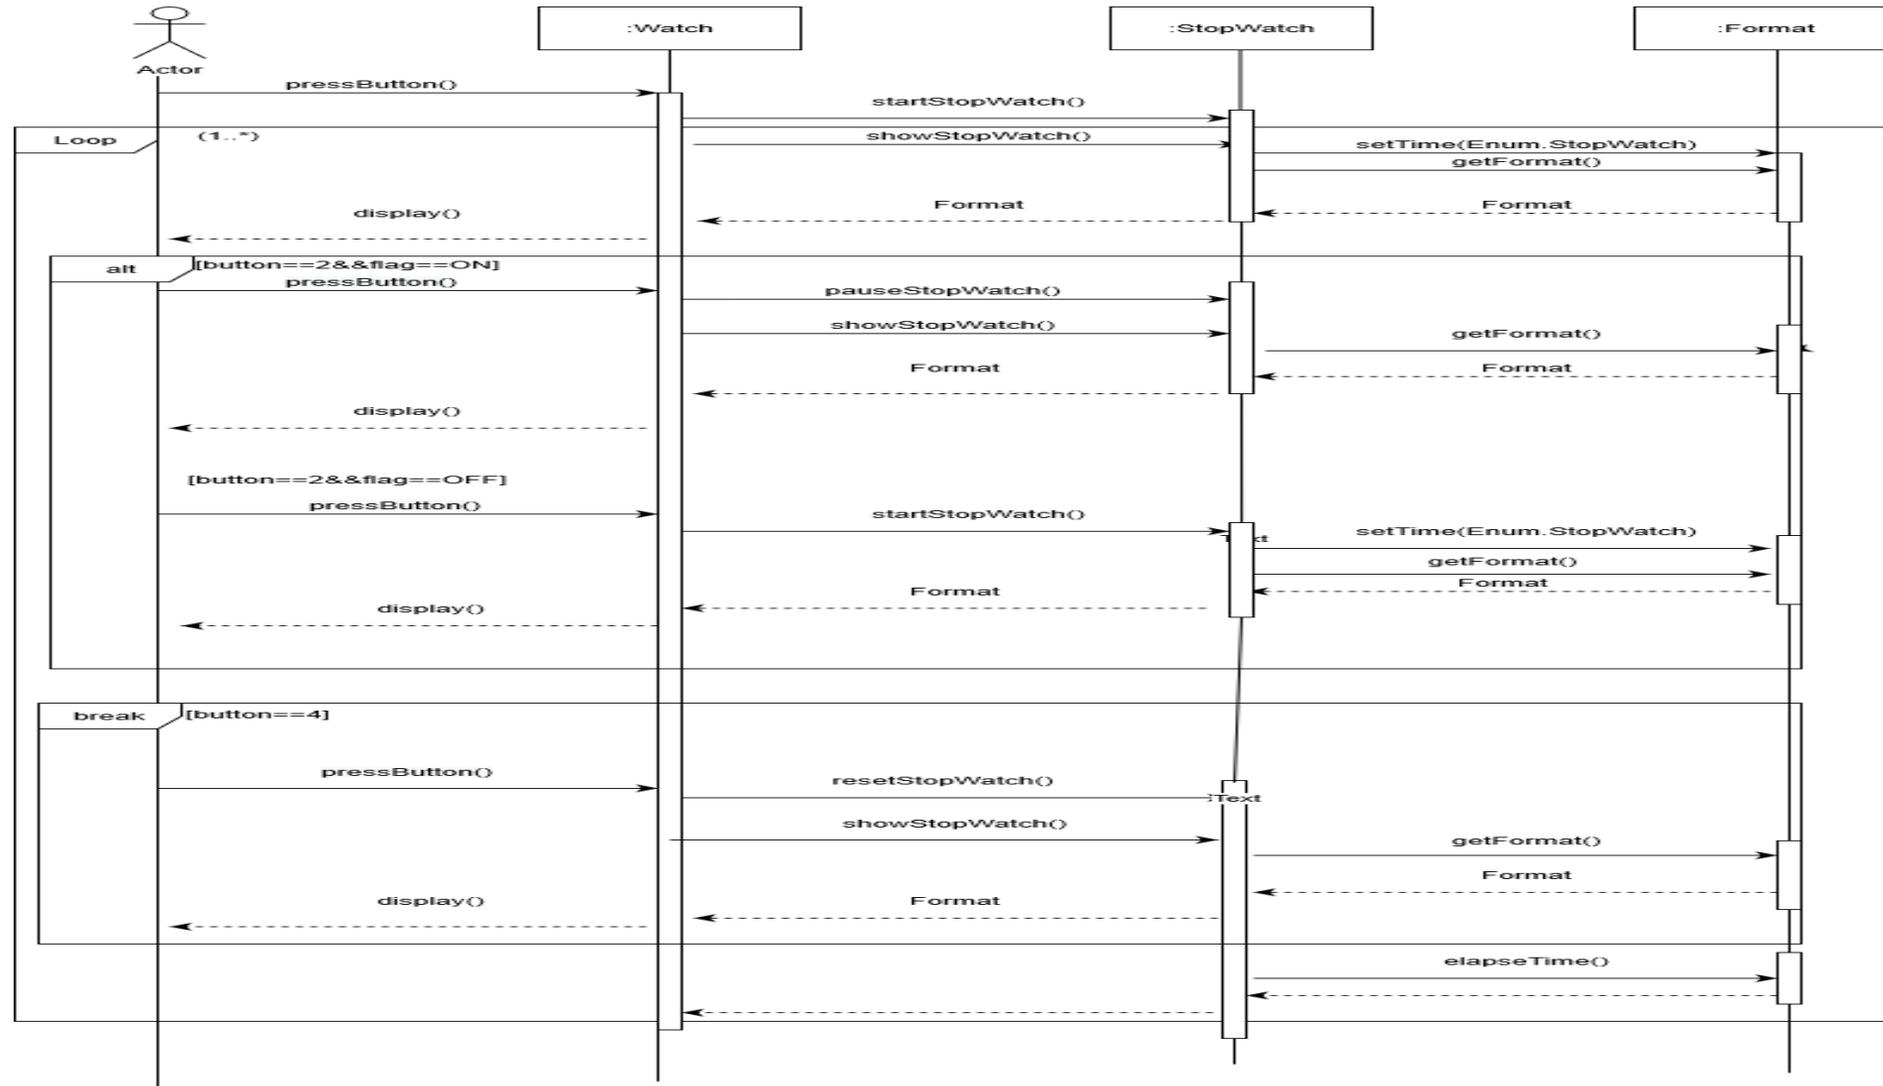 :Watch
:StopWatch
:Format
Actor
pressButton()
startStopWatch()
Loop
(1..*)
showStopWatch()
setTime(Enum.StopWatch)
getFormat()
Format
Format
display()
alt
[button==2&&flag==ON]
pressButton()
pauseStopWatch()
showStopWatch()
getFormat()
Format
Format
display()
[button==2&&flag==OFF]
pressButton()
startStopWatch()
setTime(Enum.StopWatch)
getFormat()
Format
Format
display()
break
[button==4]
pressButton()
resetStopWatch()
Text
showStopWatch()
getFormat()
Format
Format
display()
elapseTime()